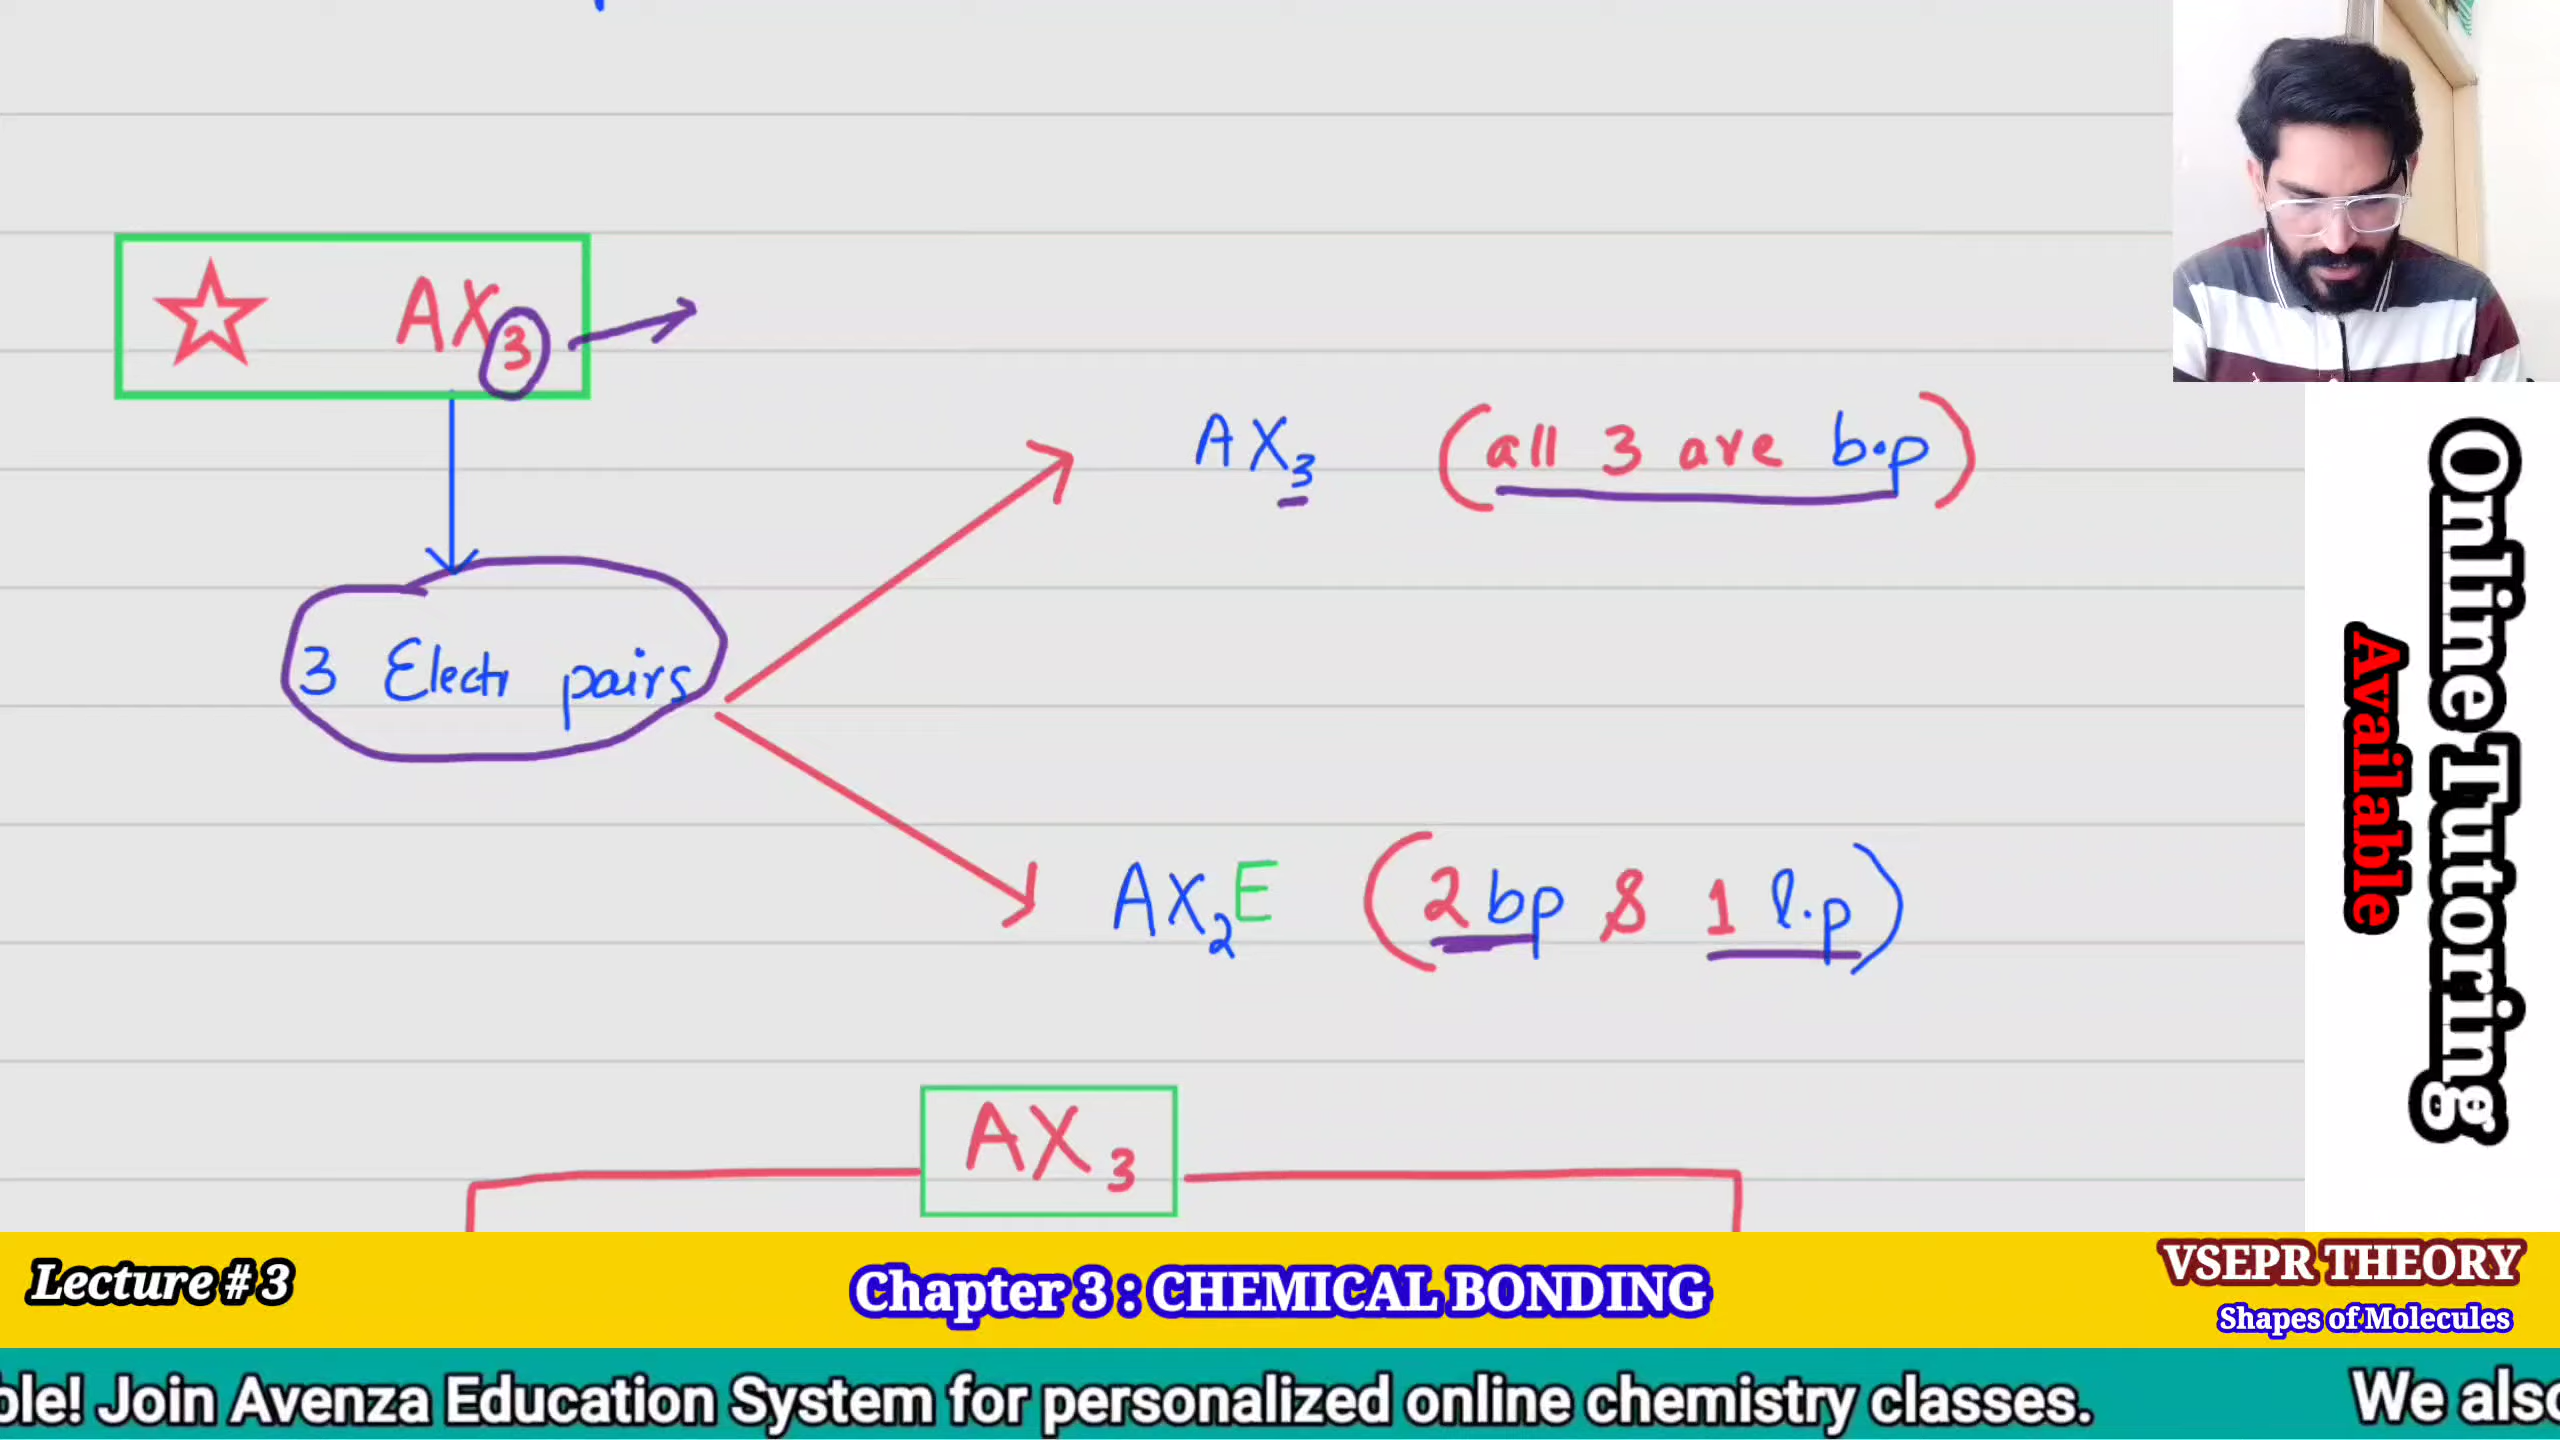 AX3
AX3 (all 3 are b.p)
3 Electr pairs
AX2E (2 bp & 1 l.p)
AX3
Online Tutoring
Available
Lecture # 3
Chapter 3 : CHEMICAL BONDING
VSEPR THEORY
Shapes of Molecules
ble! Join Avenza Education System for personalized online chemistry classes. We also